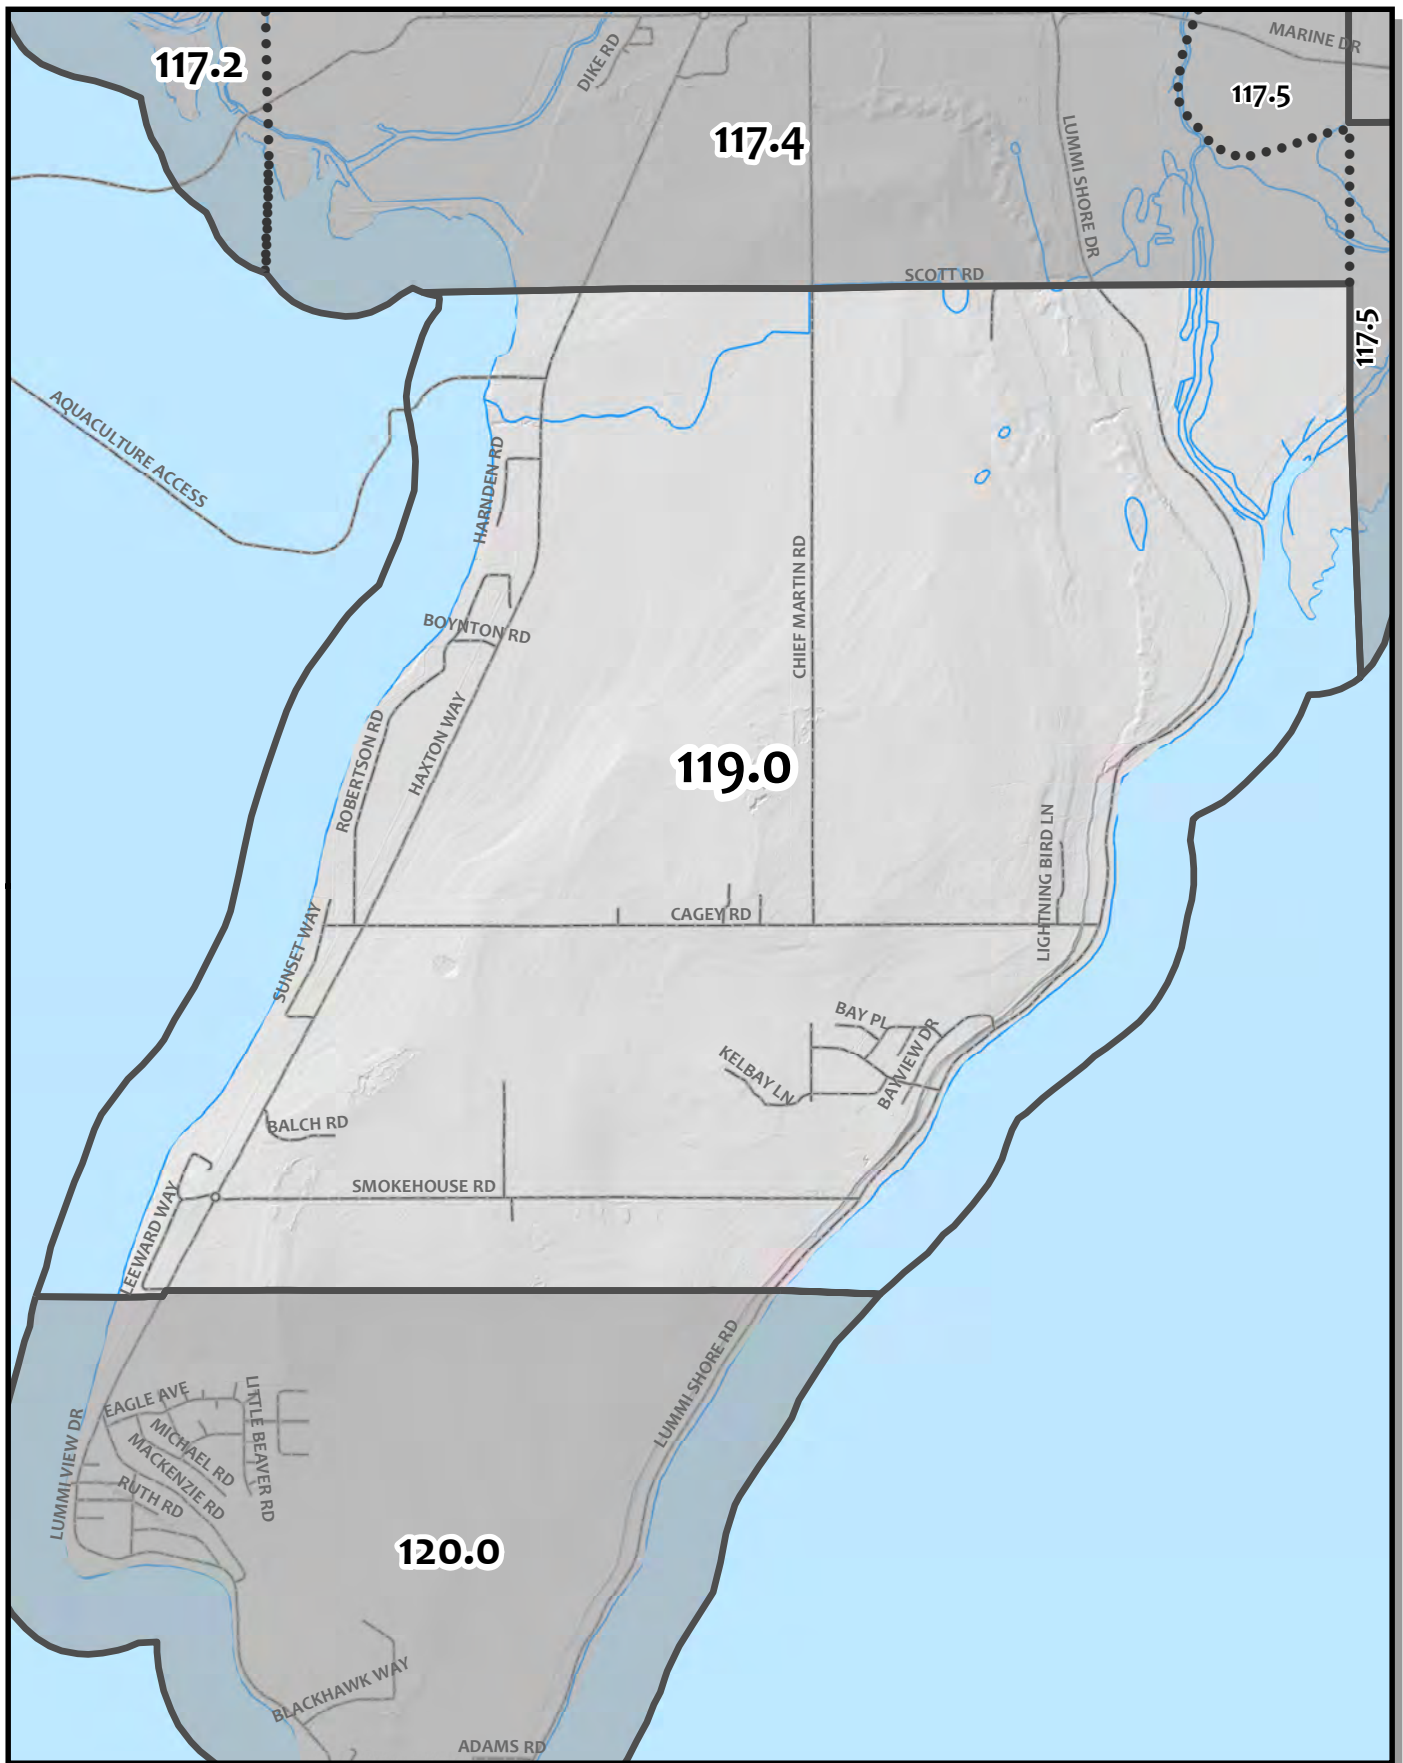 MARINE DR
117.2
DIKE RD
117.5
117.4
LUMMI SHORE DR
SCOTT RD
117.5
AQUACULTURE ACCESS
HARNDEN RD
CHIEF MARTIN RD
BOYNTON RD
HAXTON WAY
ROBERTSON RD
119.0
LIGHTNING BIRD LN
CAGEY RD
SUNSET WAY
BAY PL
BAYVIEW DR
KELBAY LN
BALCH RD
SMOKEHOUSE RD
LEEWARD WAY
LUMMI SHORE RD
EAGLE AVE
LITTLE BEAVER RD
MICHAEL RD
MACKENZIE RD
RUTH RD
LUMMI VIEW DR
120.0
BLACKHAWK WAY
ADAMS RD